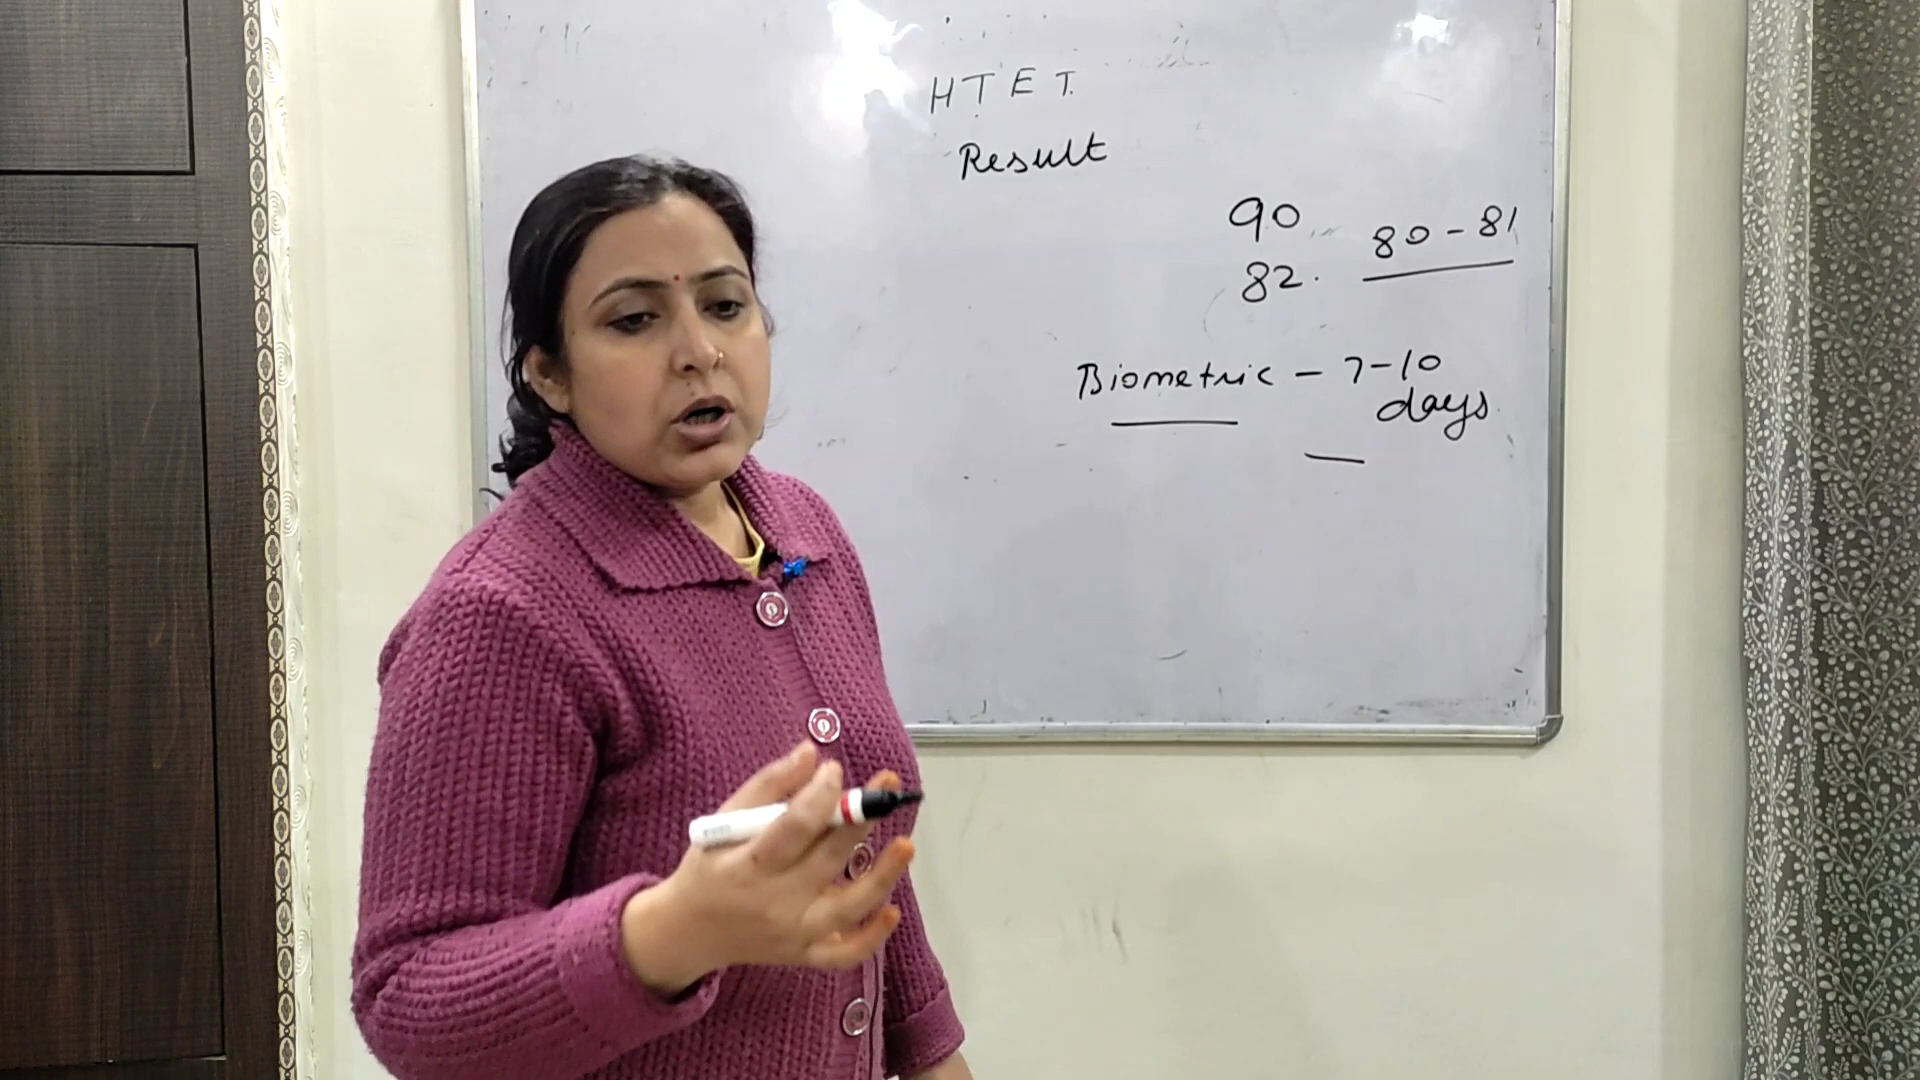 HTET.
Result
90
80-81
82.
Biometric - 7-10
days